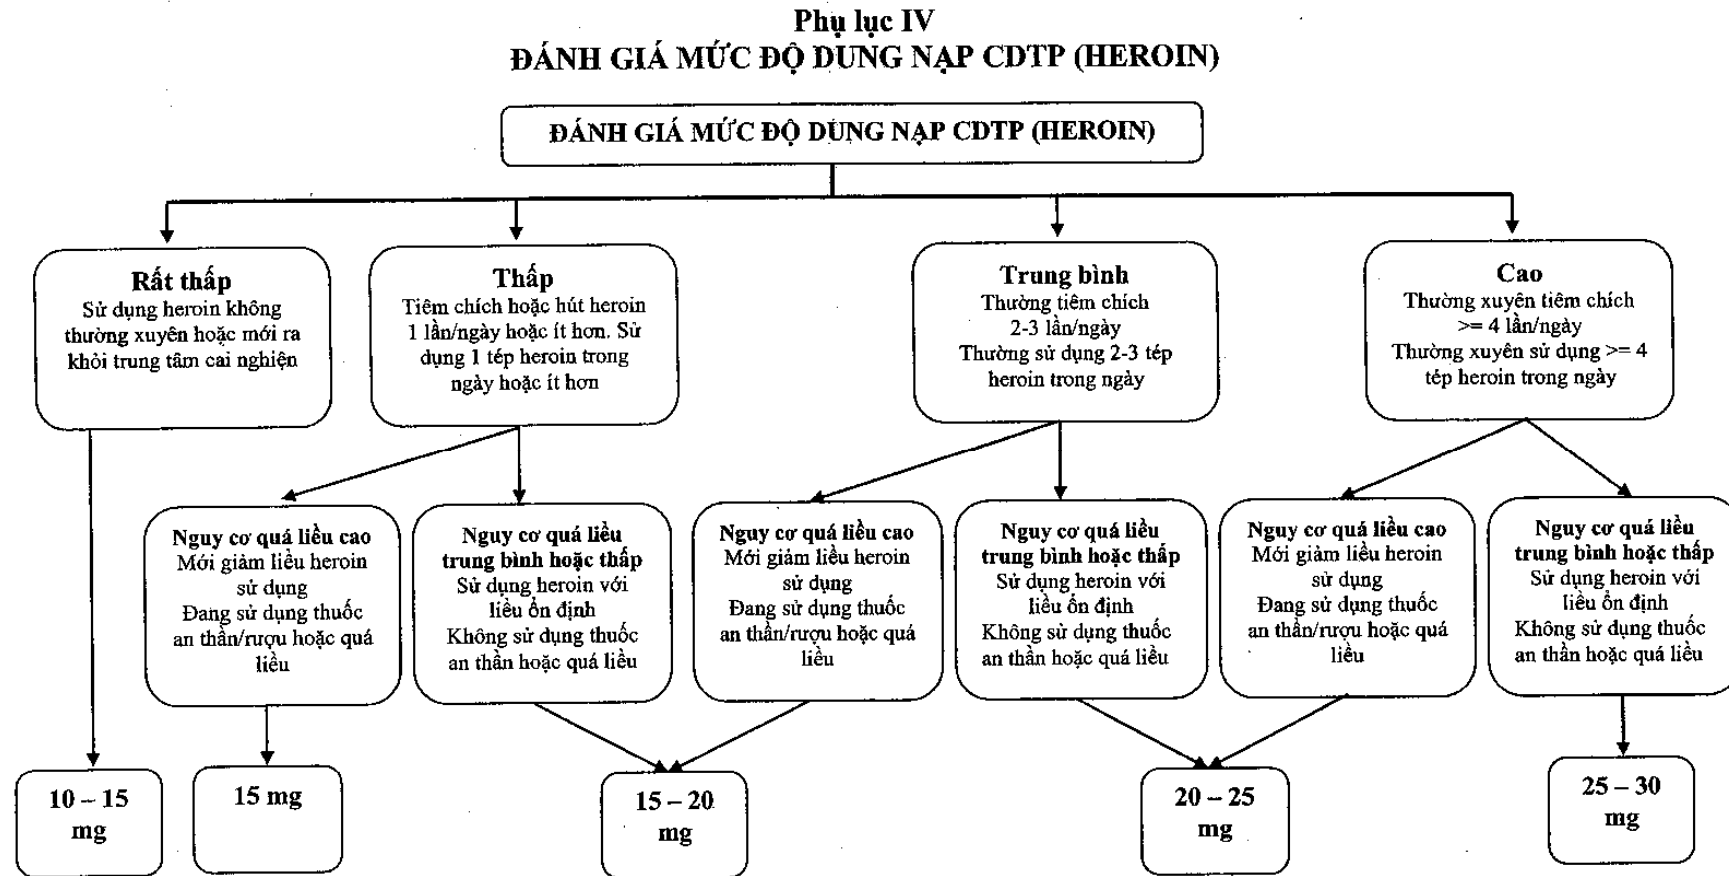 Phụ lục IV
ĐÁNH GIÁ MỨC ĐỘ DUNG NẠP CDTP (HEROIN)
ĐÁNH GIÁ MỨC ĐỘ DUNG NẠP CDTP (HEROIN)
Rất thấp
Sử dụng heroin không
thường xuyên hoặc mới ra
khỏi trung tâm cai nghiện
Thấp
Tiêm chích hoặc hút heroin
1 lần/ngày hoặc ít hơn. Sử
dụng 1 tép heroin trong
ngày hoặc ít hơn
Trung bình
Thường tiêm chích
2-3 lần/ngày
Thường sử dụng 2-3 tép
heroin trong ngày
Cao
Thường xuyên tiêm chích
>= 4 lần/ngày
Thường xuyên sử dụng >= 4
tép heroin trong ngày
Nguy cơ quá liều cao
Mới giảm liều heroin
sử dụng
Đang sử dụng thuốc
an thần/rượu hoặc quá
liều
Nguy cơ quá liều
trung bình hoặc thấp
Sử dụng heroin với
liều ổn định
Không sử dụng thuốc
an thần hoặc quá liều
Nguy cơ quá liều cao
Mới giảm liều heroin
sử dụng
Đang sử dụng thuốc
an thần/rượu hoặc quá
liều
Nguy cơ quá liều
trung bình hoặc thấp
Sử dụng heroin với
liều ổn định
Không sử dụng thuốc
an thần hoặc quá liều
Nguy cơ quá liều cao
Mới giảm liều heroin
sử dụng
Đang sử dụng thuốc
an thần/rượu hoặc quá
liều
Nguy cơ quá liều
trung bình hoặc thấp
Sử dụng heroin với
liều ổn định
Không sử dụng thuốc
an thần hoặc quá liều
10 – 15
mg
15 mg
15 – 20
mg
20 – 25
mg
25 – 30
mg